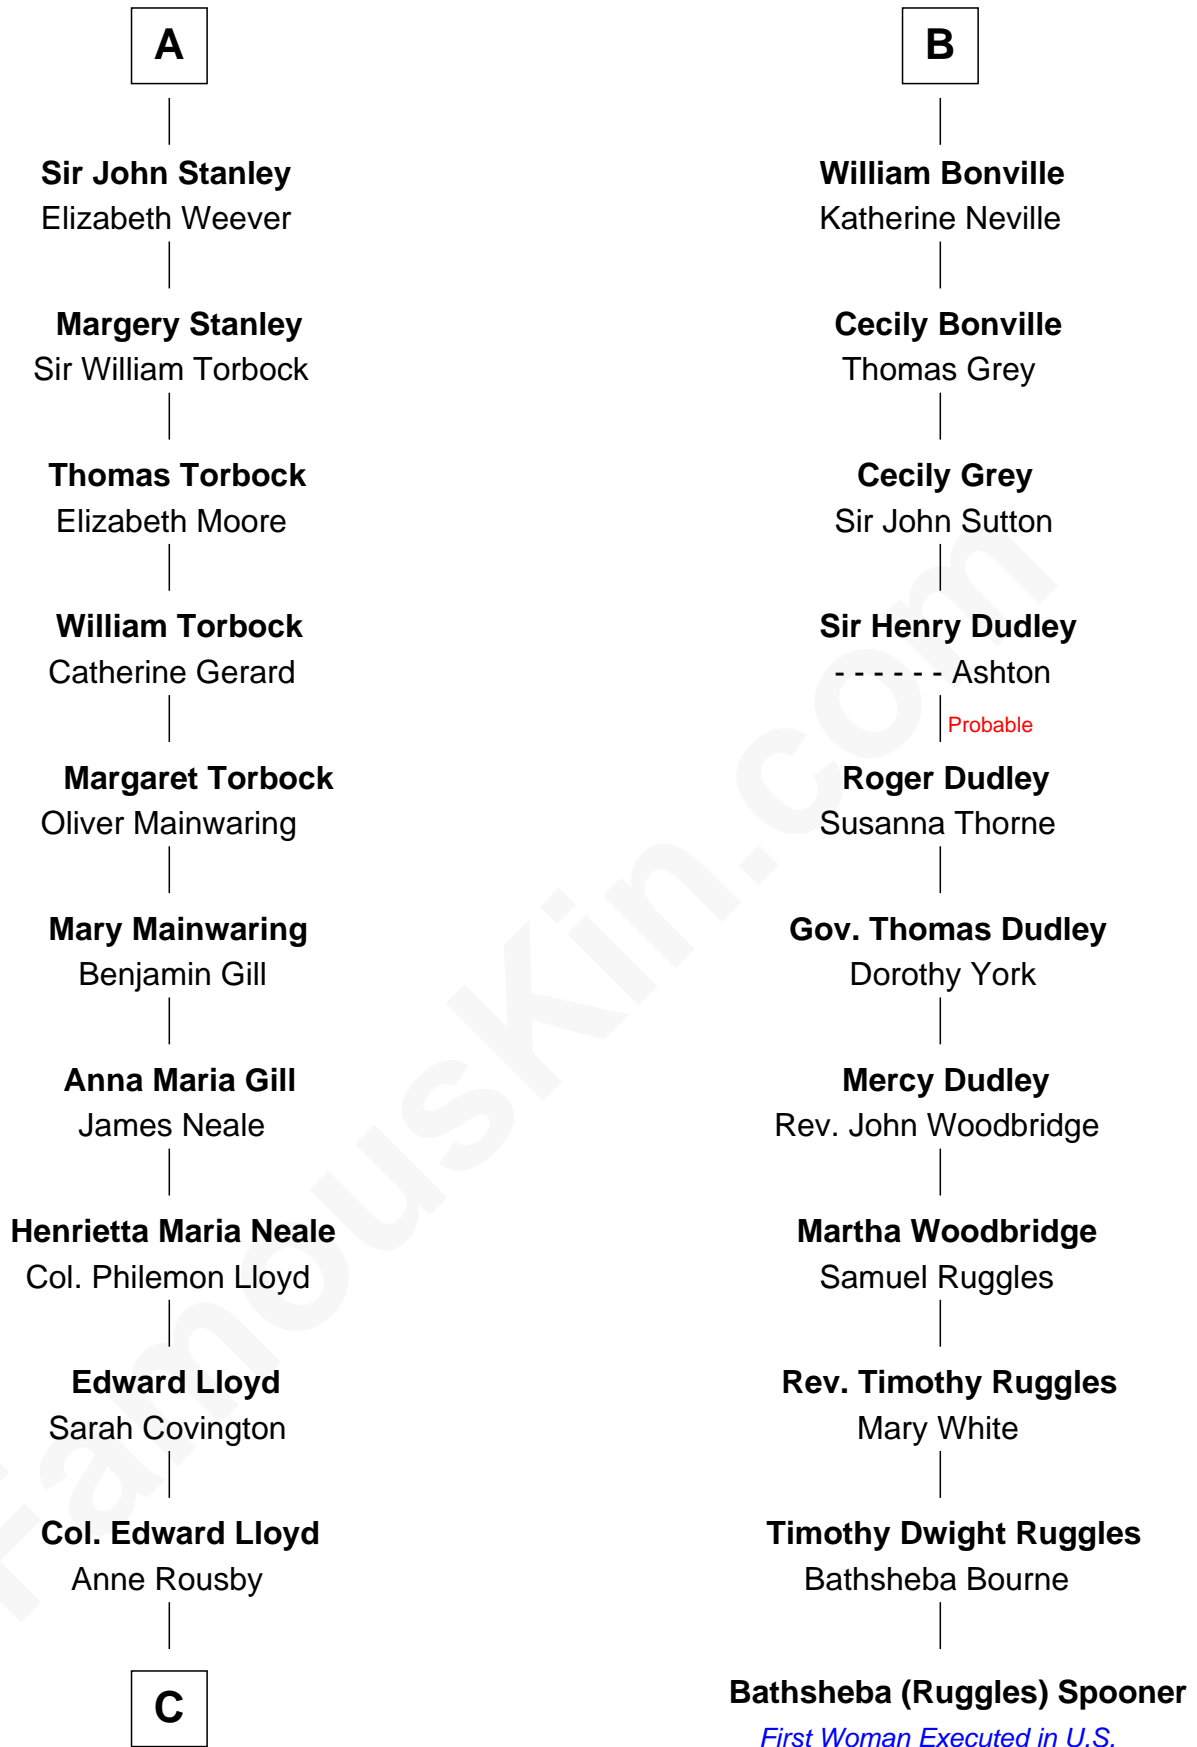 A
Sir John Stanley
Elizabeth Weever
Margery Stanley
Sir William Torbock
Thomas Torbock
Elizabeth Moore
William Torbock
Catherine Gerard
Margaret Torbock
Oliver Mainwaring
Mary Mainwaring
Benjamin Gill
Anna Maria Gill
James Neale
Henrietta Maria Neale
Col. Philemon Lloyd
Edward Lloyd
Sarah Covington
Col. Edward Lloyd
Anne Rousby
C
B
William Bonville
Katherine Neville
Cecily Bonville
Thomas Grey
Cecily Grey
Sir John Sutton
Sir Henry Dudley
- - - - - - Ashton
Probable
Roger Dudley
Susanna Thorne
Gov. Thomas Dudley
Dorothy York
Mercy Dudley
Rev. John Woodbridge
Martha Woodbridge
Samuel Ruggles
Rev. Timothy Ruggles
Mary White
Timothy Dwight Ruggles
Bathsheba Bourne
Bathsheba (Ruggles) Spooner
First Woman Executed in U.S.
FamousKin.com